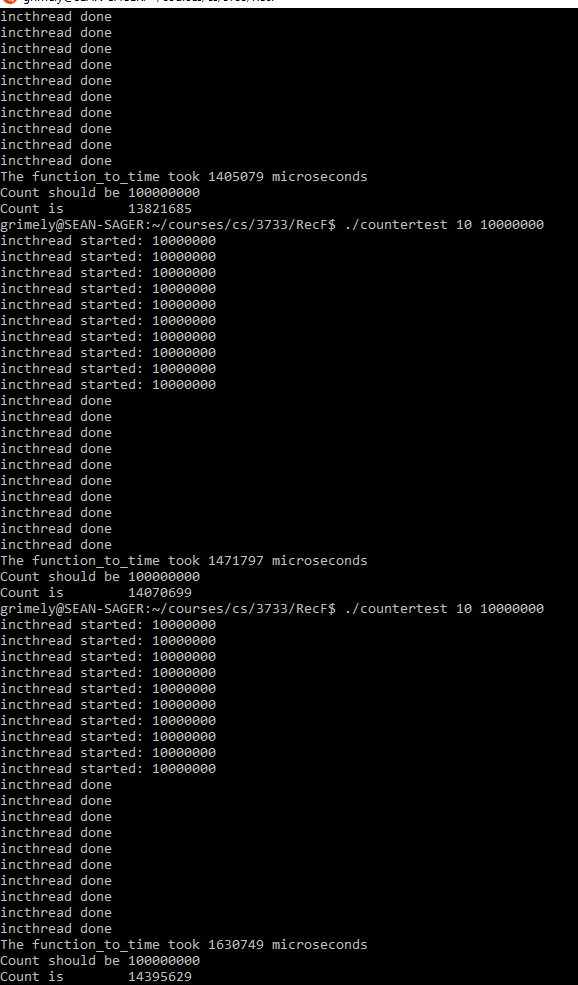 incthread done
incthread done
incthread done
incthread done
incthread done
incthread done
incthread done
incthread done
incthread done
incthread done
The function_to_time took 1405079 microseconds
Count should be 100000000
Count is        13821685
grimely@SEAN-SAGER:~/courses/cs/3733/RecF$ ./countertest 10 10000000
incthread started: 10000000
incthread started: 10000000
incthread started: 10000000
incthread started: 10000000
incthread started: 10000000
incthread started: 10000000
incthread started: 10000000
incthread started: 10000000
incthread started: 10000000
incthread started: 10000000
incthread done
incthread done
incthread done
incthread done
incthread done
incthread done
incthread done
incthread done
incthread done
incthread done
The function_to_time took 1471797 microseconds
Count should be 100000000
Count is        14070699
grimely@SEAN-SAGER:~/courses/cs/3733/RecF$ ./countertest 10 10000000
incthread started: 10000000
incthread started: 10000000
incthread started: 10000000
incthread started: 10000000
incthread started: 10000000
incthread started: 10000000
incthread started: 10000000
incthread started: 10000000
incthread started: 10000000
incthread started: 10000000
incthread done
incthread done
incthread done
incthread done
incthread done
incthread done
incthread done
incthread done
incthread done
incthread done
The function_to_time took 1630749 microseconds
Count should be 100000000
Count is        14395629